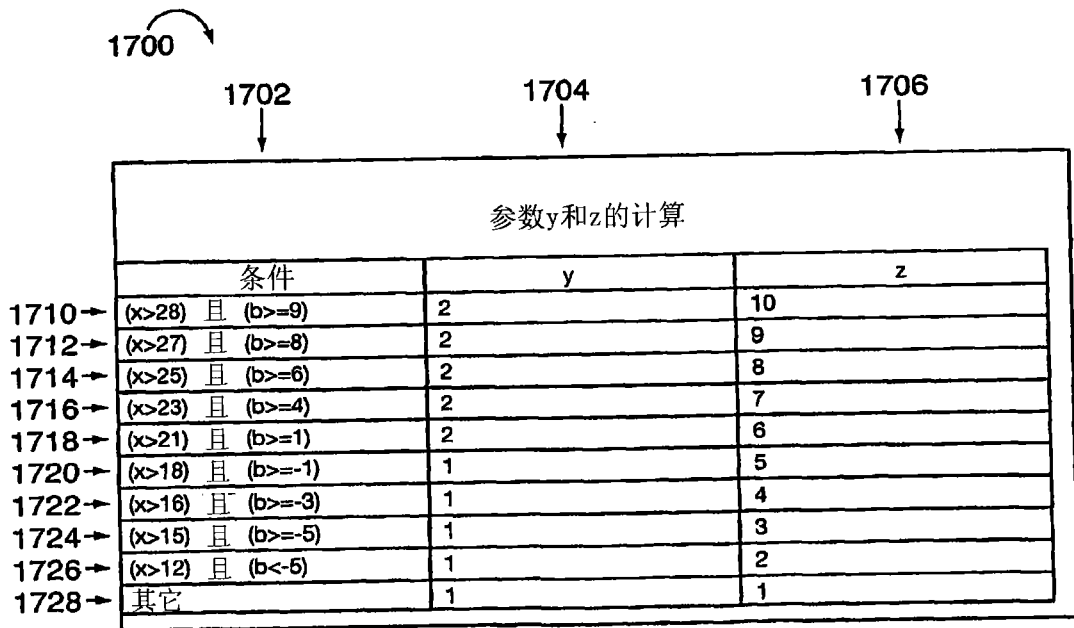 1700
1702 1704 1706
参数y和z的计算
条件 y z
1710 (x>28) 且 (b>=9) 2 10
1712 (x>27) 且 (b>=8) 2 9
1714 (x>25) 且 (b>=6) 2 8
1716 (x>23) 且 (b>=4) 2 7
1718 (x>21) 且 (b>=1) 2 6
1720 (x>18) 且 (b>=-1) 1 5
1722 (x>16) 且 (b>=-3) 1 4
1724 (x>15) 且 (b>=-5) 1 3
1726 (x>12) 且 (b<-5) 1 2
1728 其它 1 1